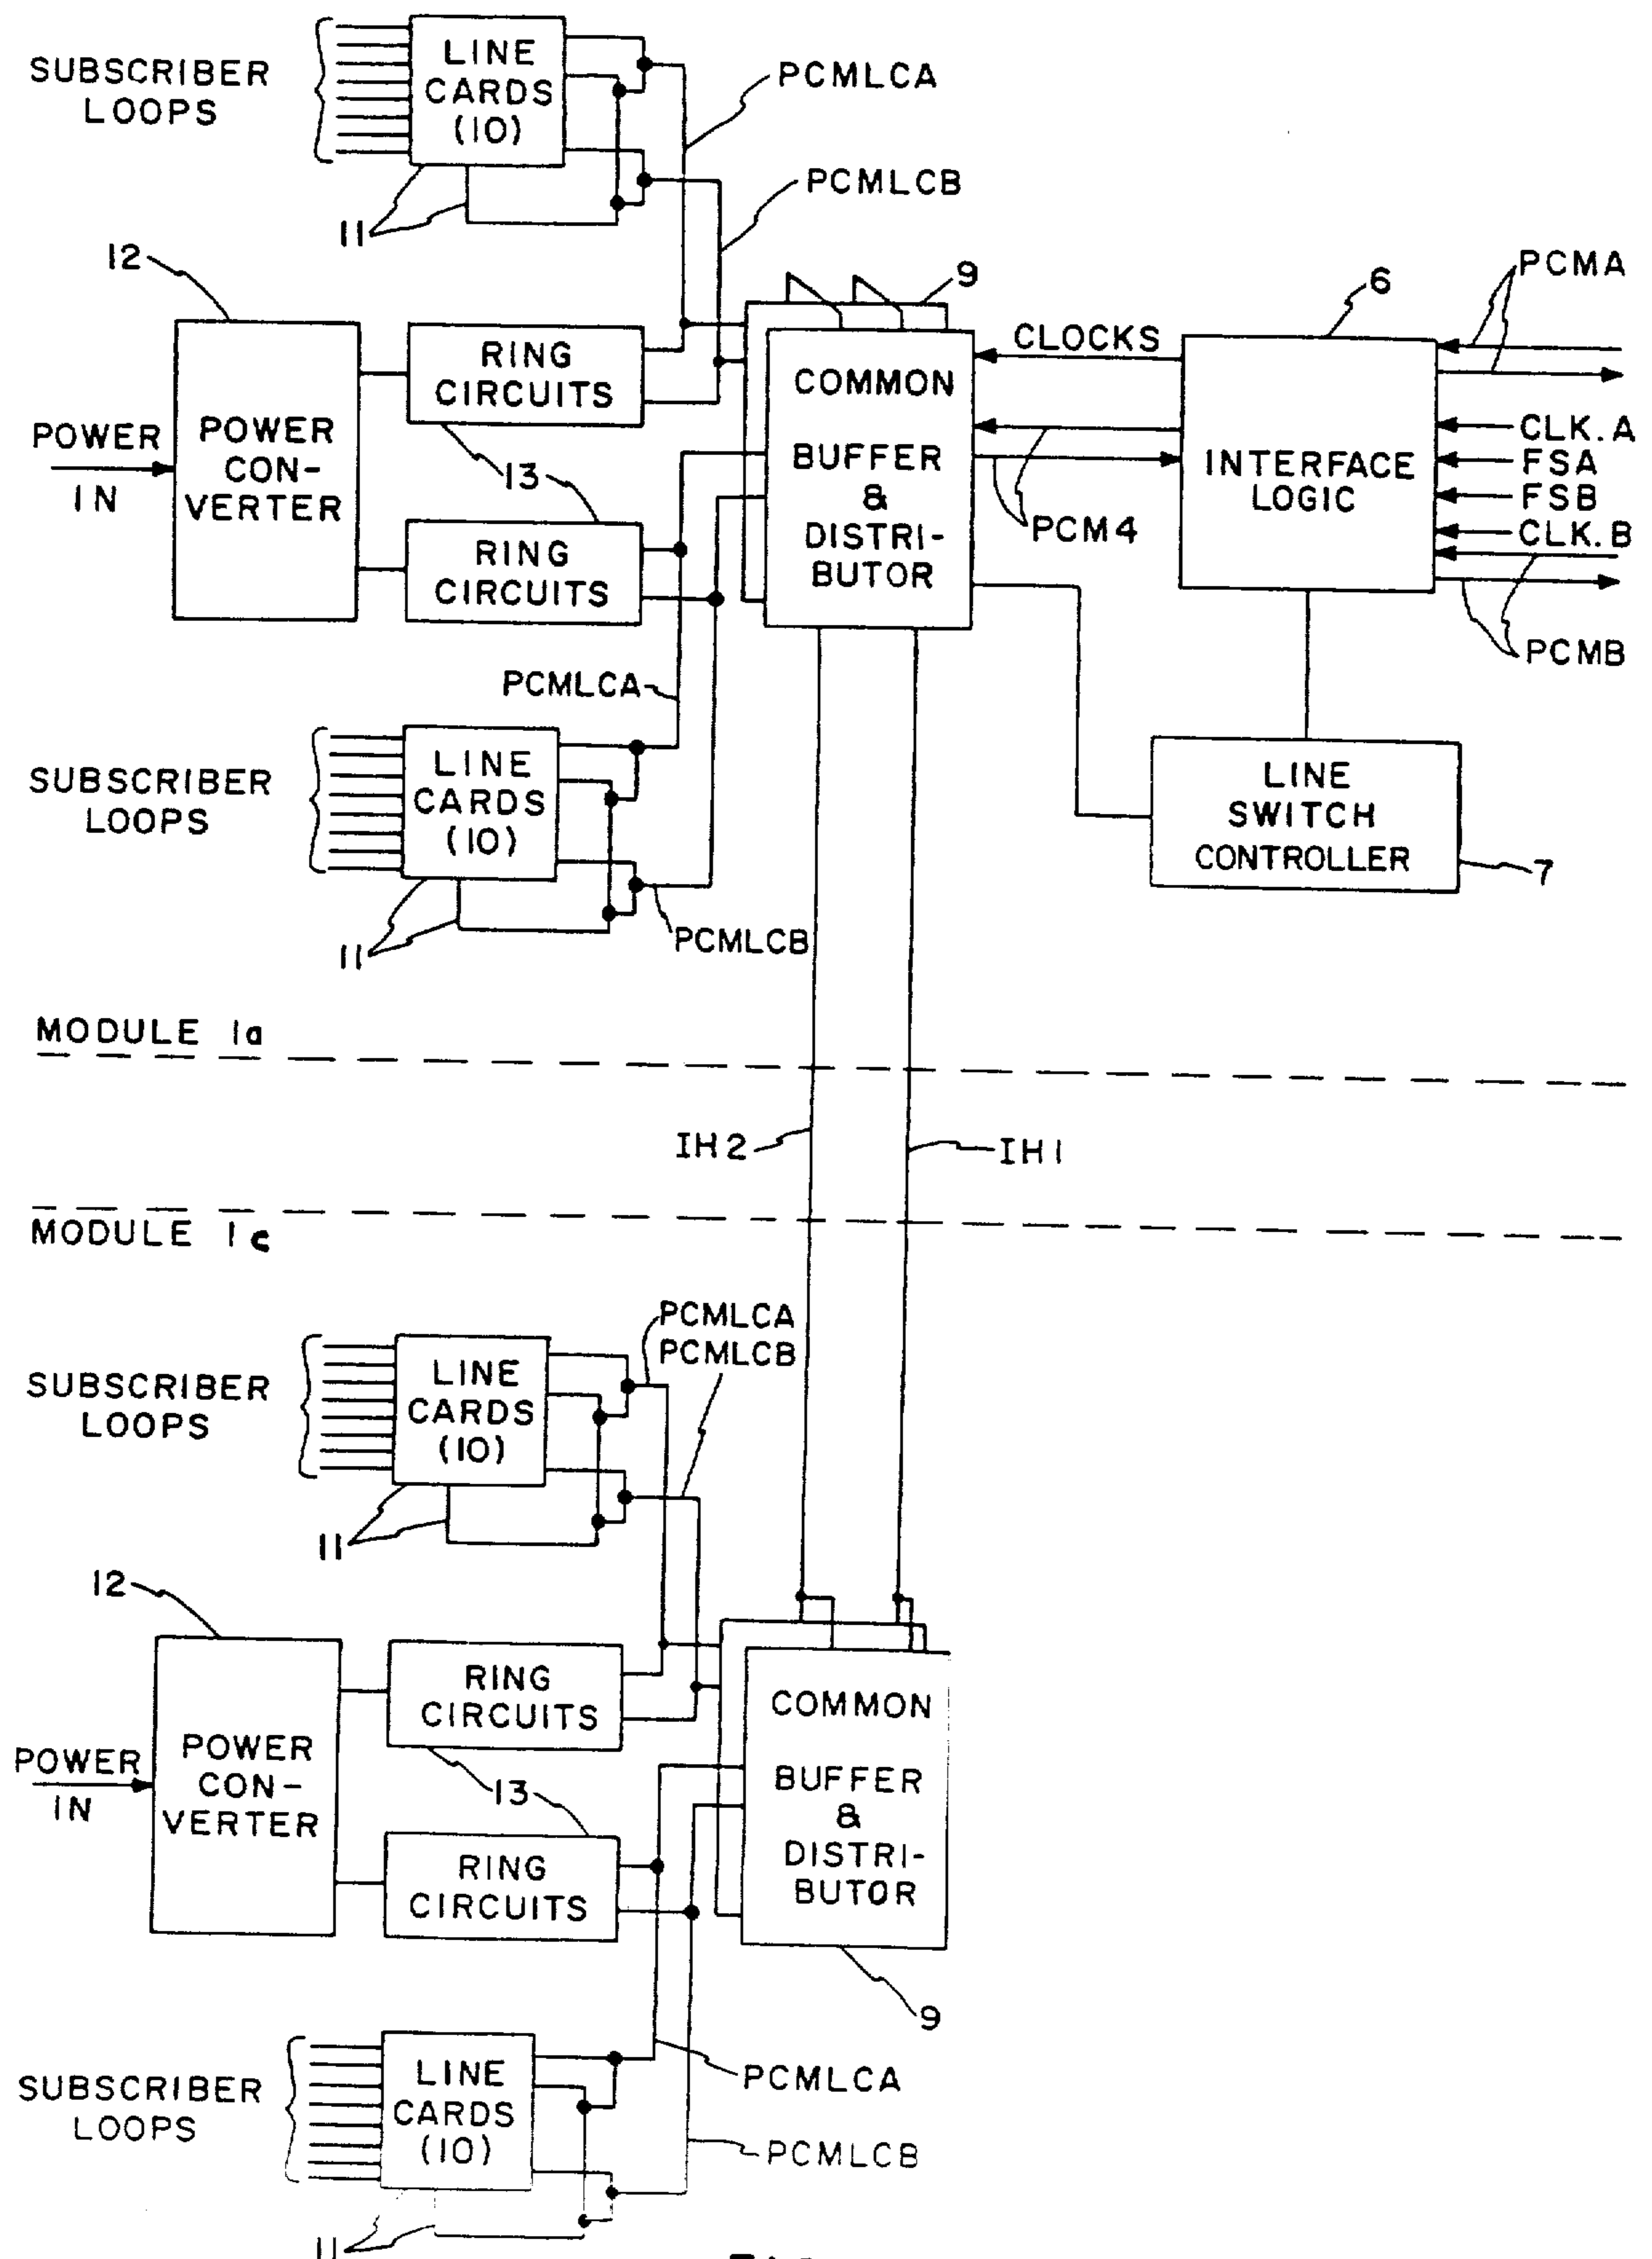 SUBSCRIBER
LOOPS
LINE
CARDS
(10)
11
PCMLCA
PCMLCB
12
POWER
IN
POWER
CON-
VERTER
RING
CIRCUITS
13
RING
CIRCUITS
9
COMMON
BUFFER
&
DISTRI-
BUTOR
CLOCKS
PCM4
6
INTERFACE
LOGIC
PCMA
CLK.A
FSA
FSB
CLK.B
PCMB
LINE
SWITCH
CONTROLLER
7
PCMLCA
SUBSCRIBER
LOOPS
LINE
CARDS
(10)
11
PCMLCB
MODULE 1a
IH2
IH1
MODULE 1c
PCMLCA
PCMLCB
SUBSCRIBER
LOOPS
LINE
CARDS
(10)
11
12
POWER
IN
POWER
CON-
VERTER
RING
CIRCUITS
13
RING
CIRCUITS
COMMON
BUFFER
&
DISTRI-
BUTOR
9
SUBSCRIBER
LOOPS
LINE
CARDS
(10)
11
PCMLCA
PCMLCB